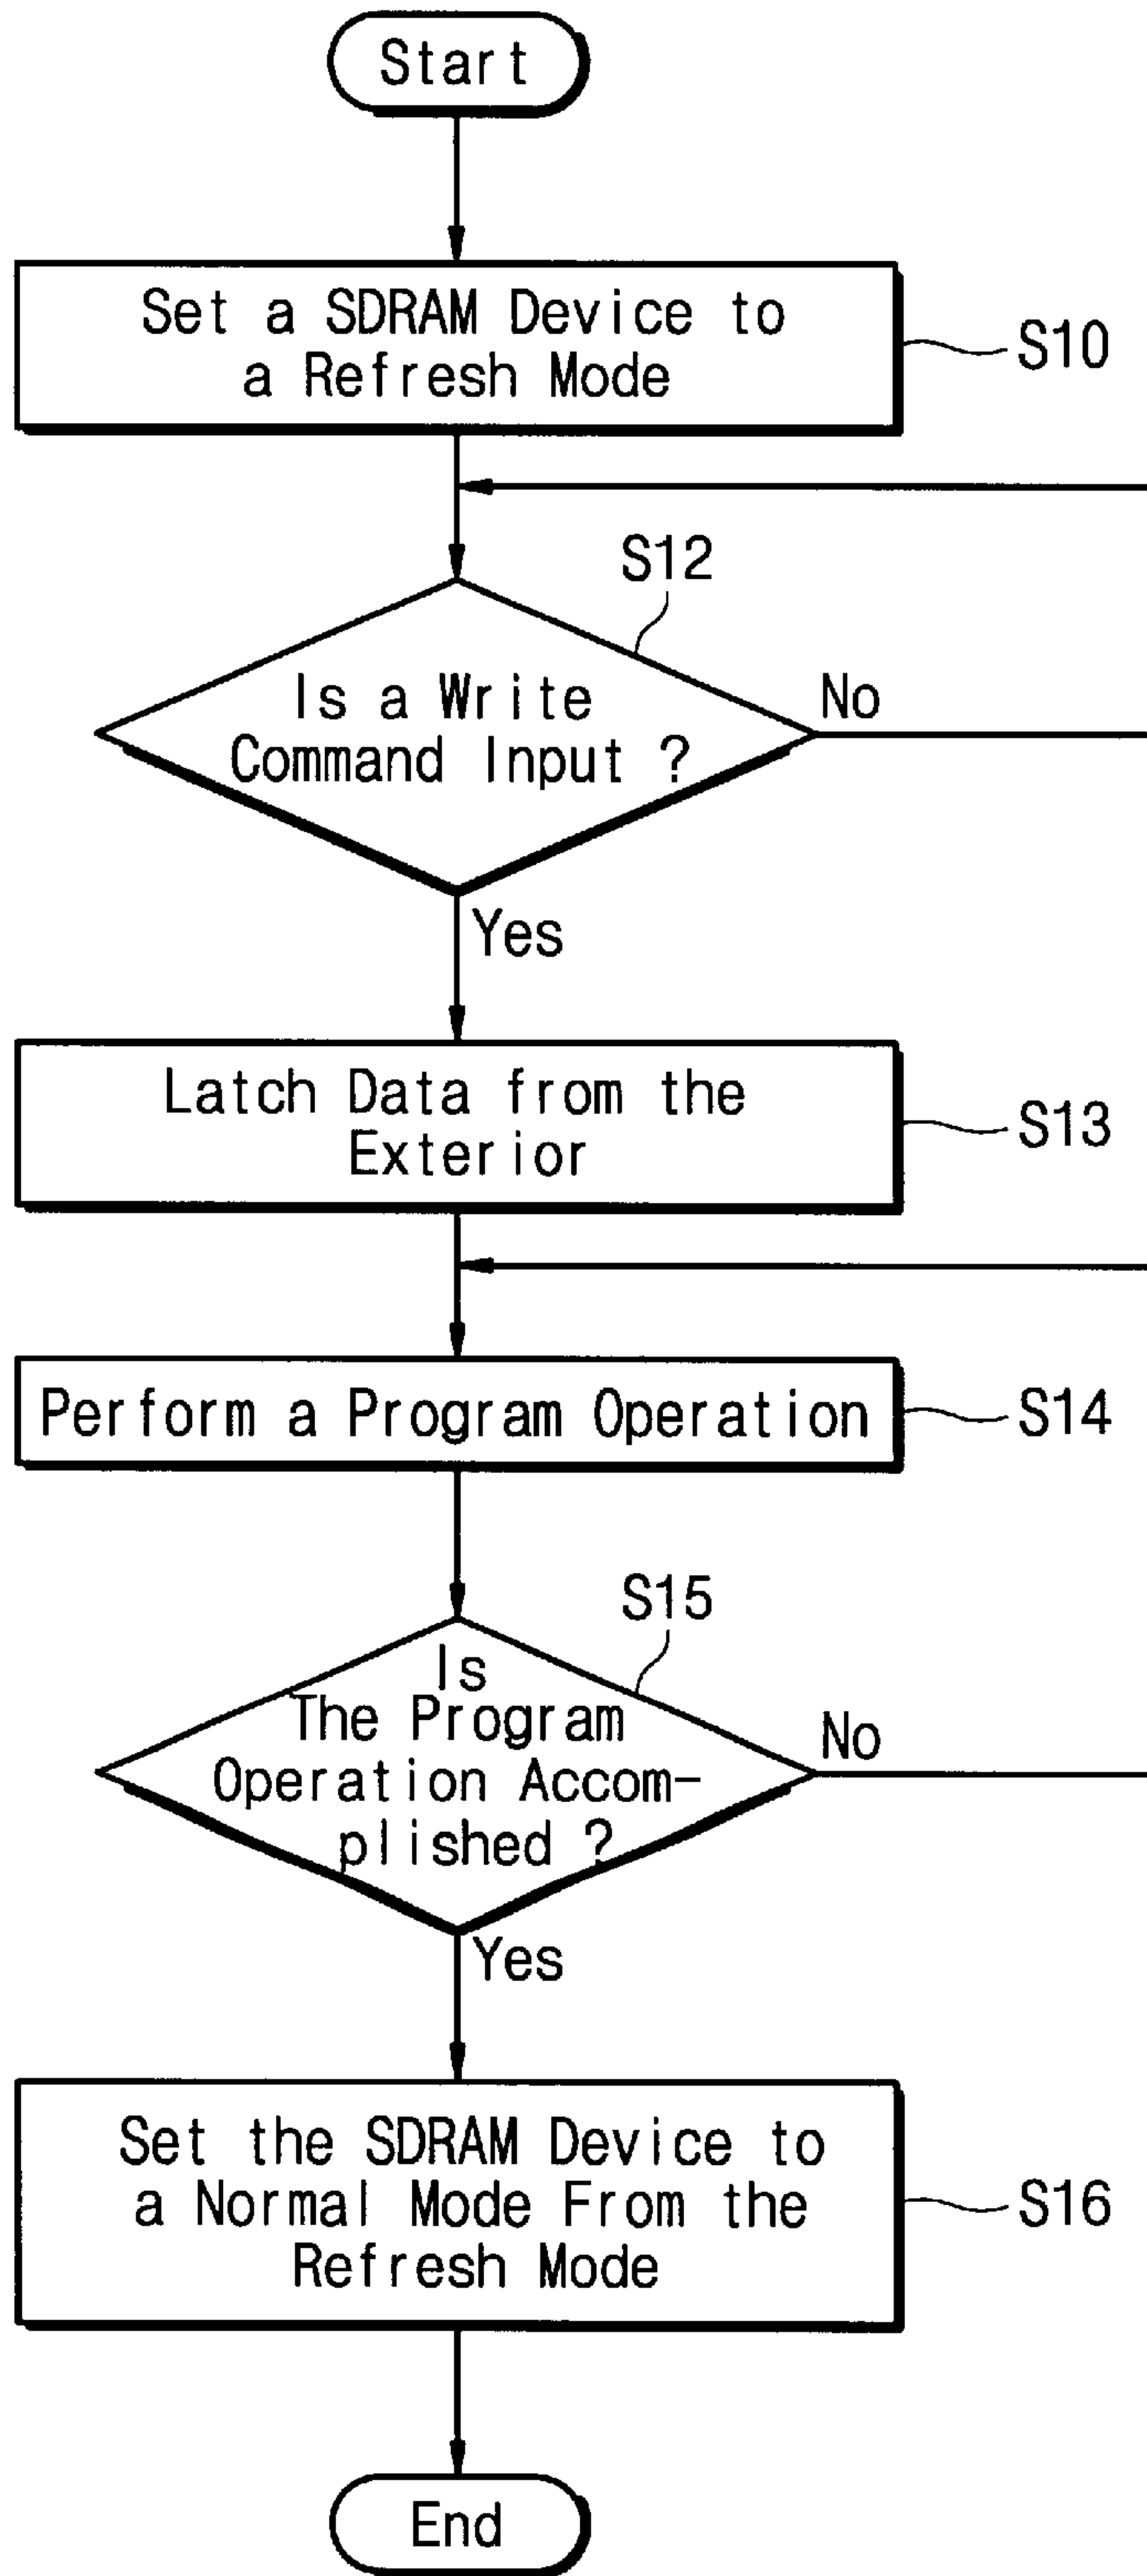 Start
Set a SDRAM Device to
a Refresh Mode
S10
S12
Is a Write
Command Input ?
No
Yes
Latch Data from the
Exterior
S13
Perform a Program Operation
S14
S15
Is
The Program
Operation Accom-
plished ?
No
Yes
Set the SDRAM Device to
a Normal Mode From the
Refresh Mode
S16
End